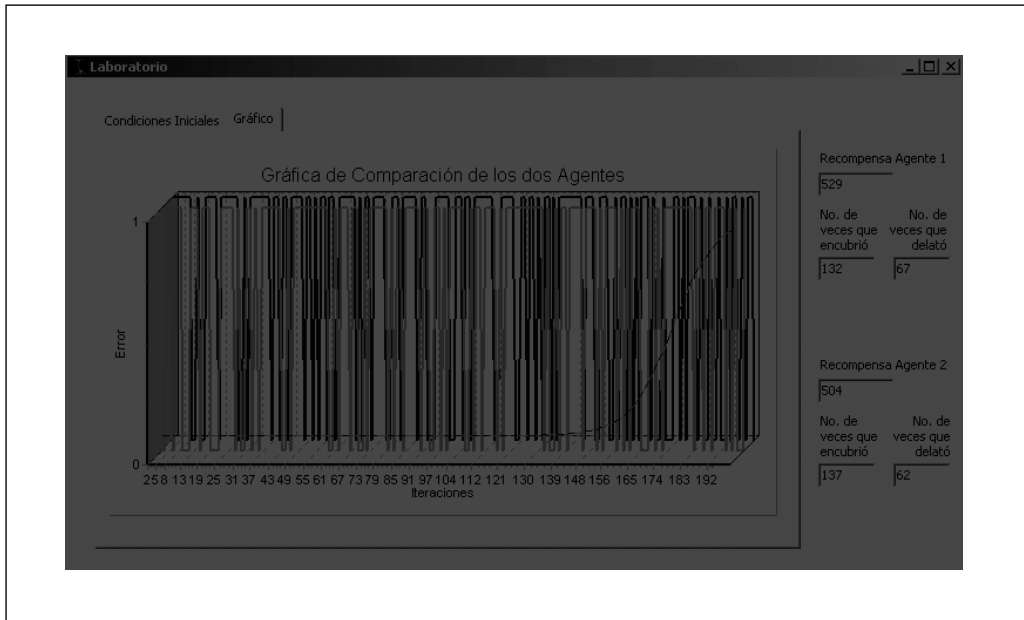 Laboratorio
Condiciones Iniciales Gráfico
Gráfica de Comparación de los dos Agentes
1
Error
0
25 8 13 19 25 31 37 43 49 55 61 67 73 79 85 91 97 104 112 121 130 139 148 156 165 174 183 192
Iteraciones
Recompensa Agente 1
529
No. de veces que encubrió
No. de veces que delató
132
67
Recompensa Agente 2
504
No. de veces que encubrió
No. de veces que delató
137
62